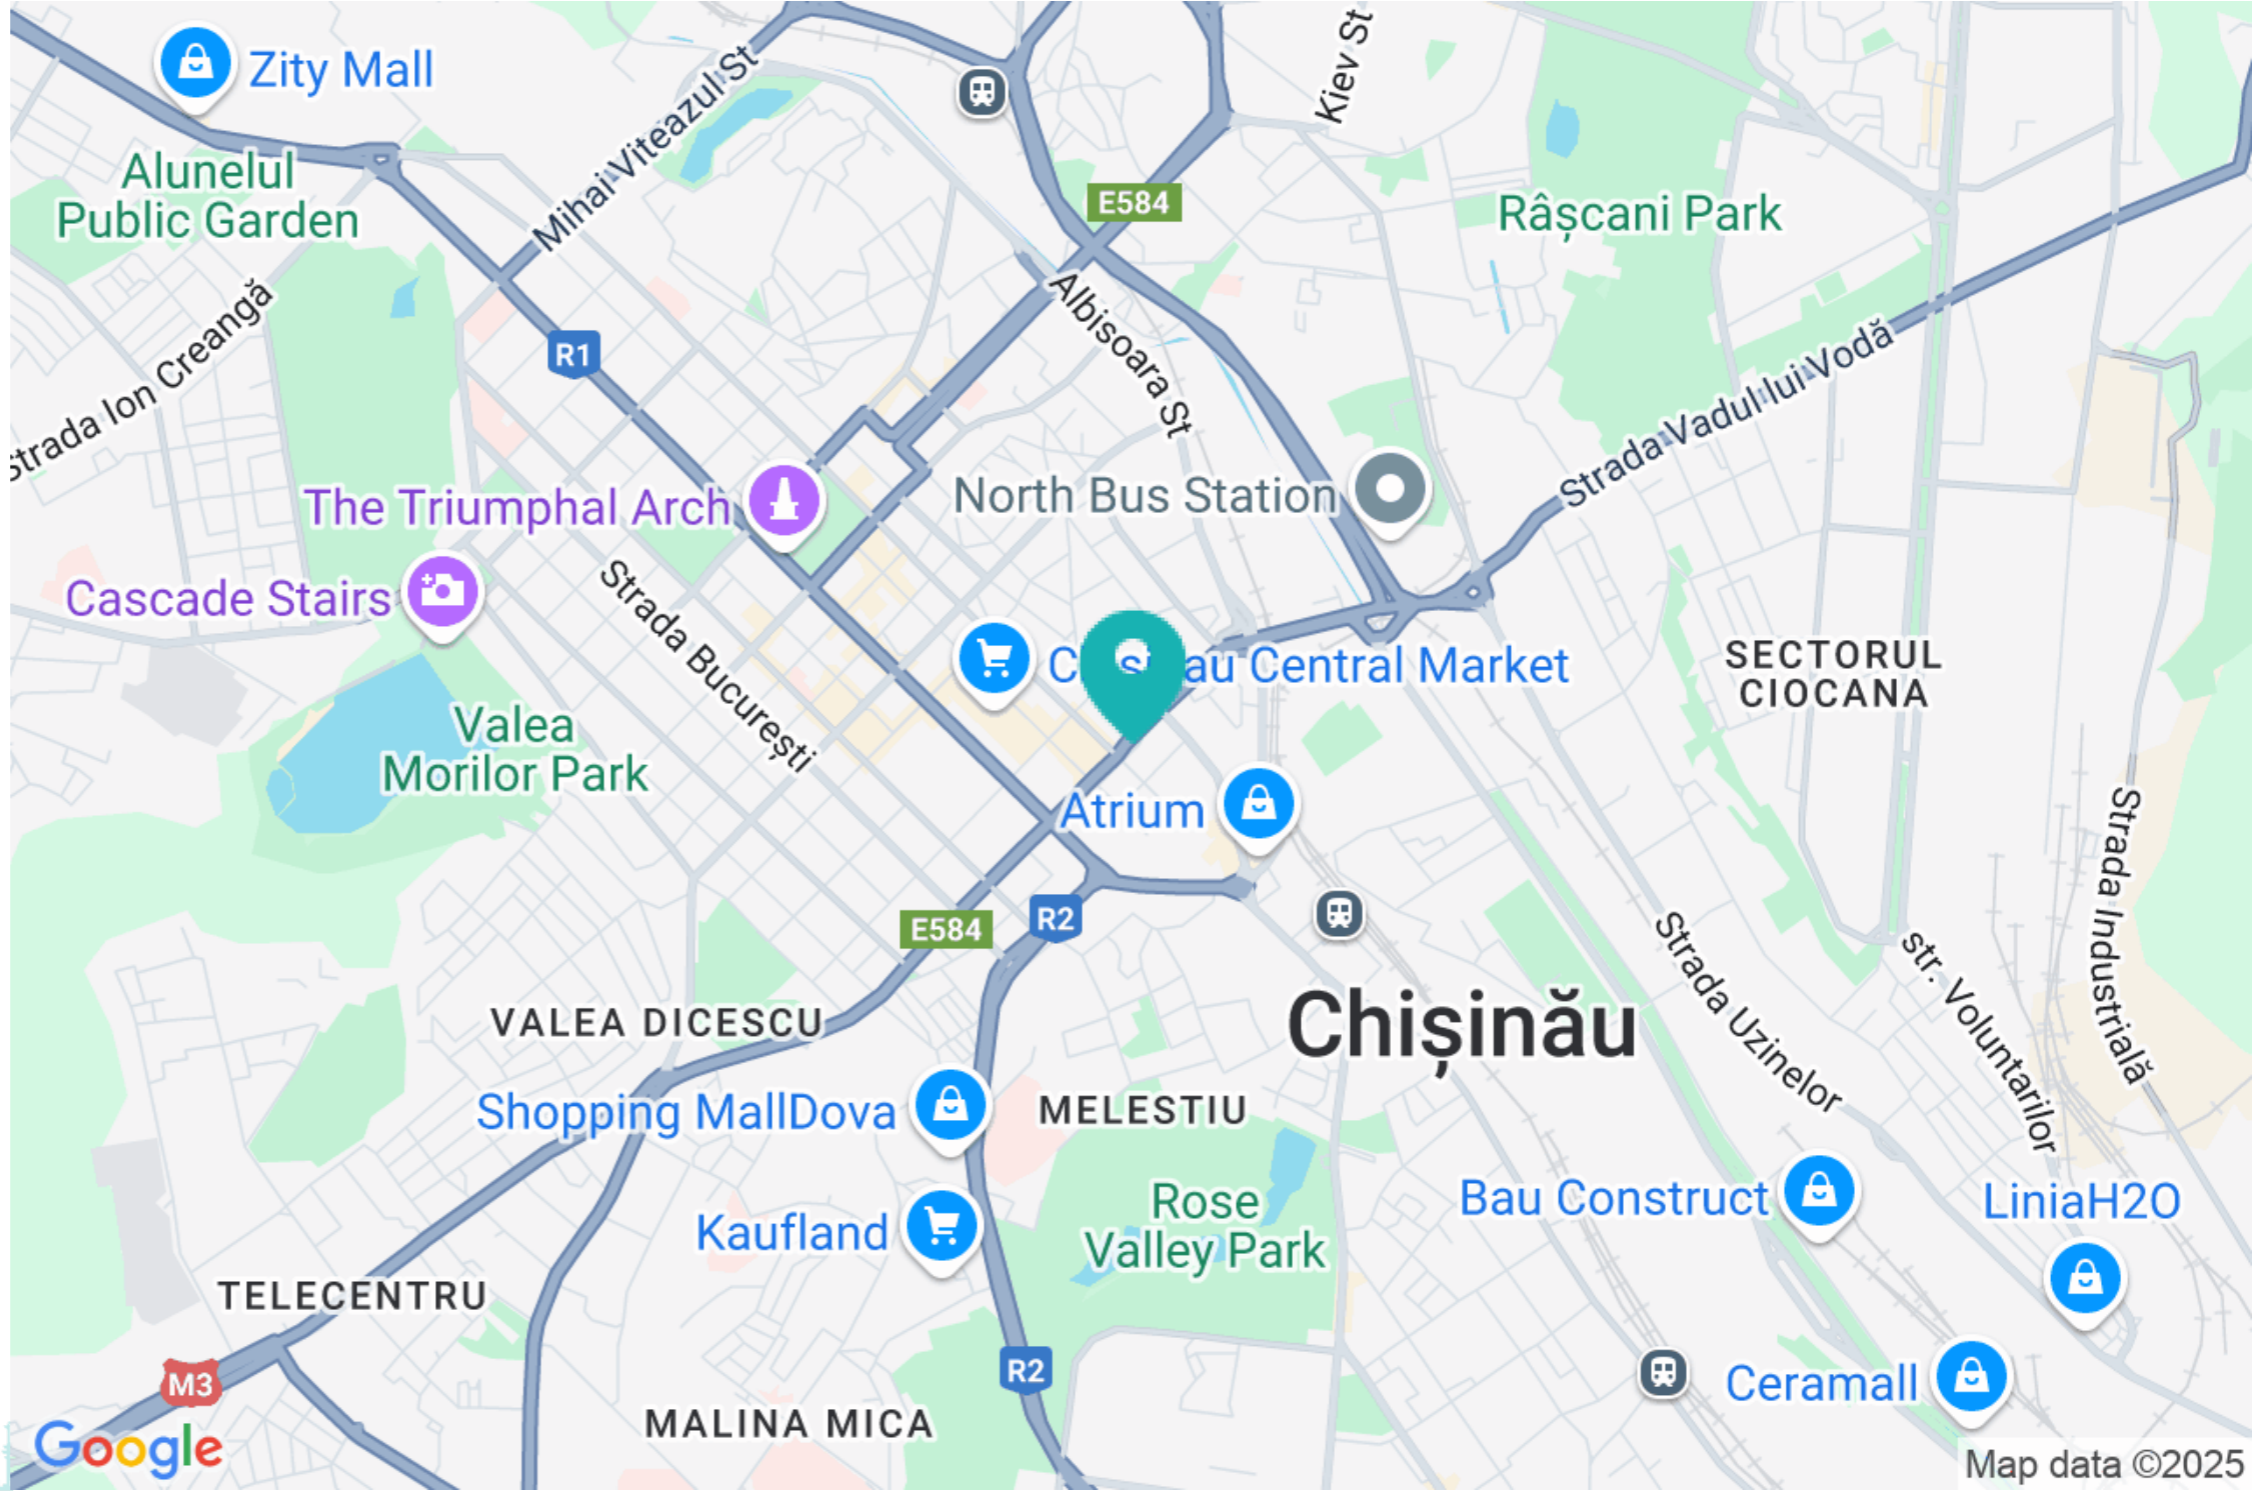 Zity Mall
Mihai Viteazul St
Kiev St
Alunelul
Public Garden
E584
Râșcani Park
Strada Ion Creangă
Albisoara St
R1
Strada Vadul lui Vodă
The Triumphal Arch
North Bus Station
Cascade Stairs
Strada București
Central Market
SECTORUL
CIOCANA
Valea
Morilor Park
Atrium
Strada Industrială
E584
R2
Strada Uzinelor
str. Voluntarilor
VALEA DICESCU
Chișinău
Shopping MallDova
MELESTIU
Kaufland
Rose
Valley Park
Bau Construct
LiniaH2O
TELECENTRU
M3
R2
Ceramall
MALINA MICA
Google
Map data ©2025